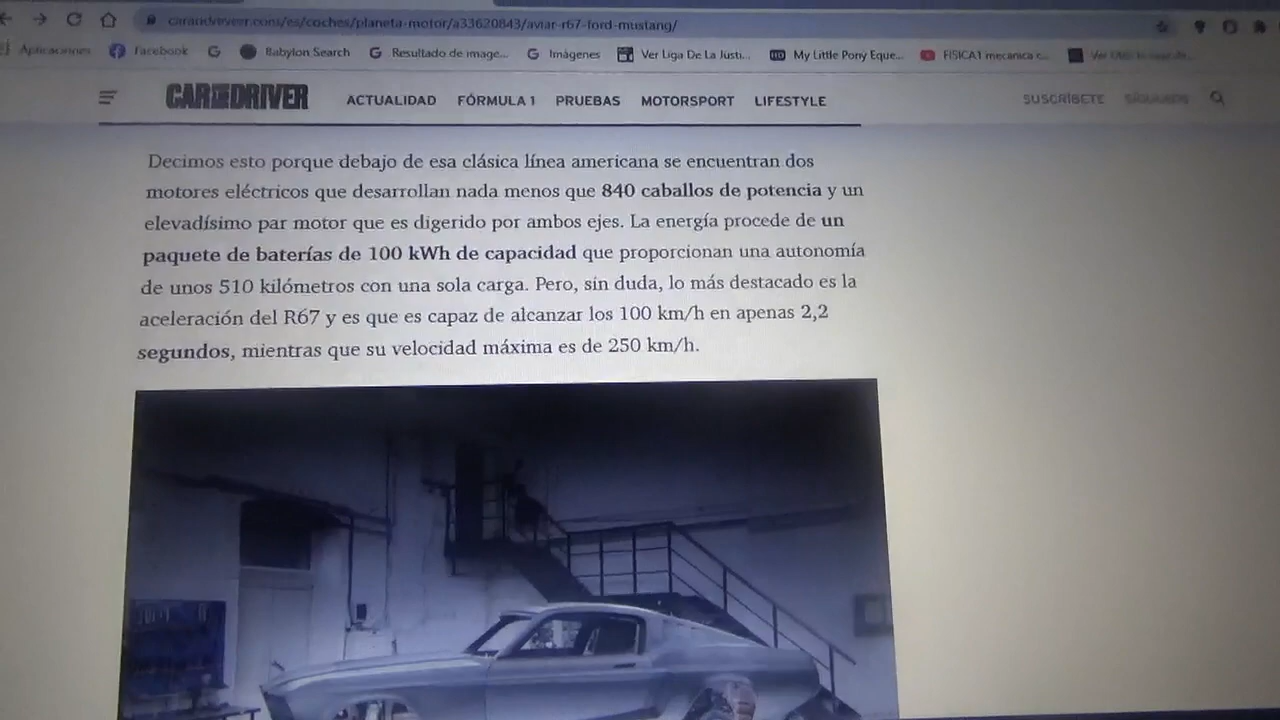 carandveveer.com/es/coches/planeta-motor/a33620843/aviar-r67-ford-mustang/
Aplicaciones Facebook Babylon Search Resultado de image... Imágenes Ver Liga De La Justi... My Little Pony Eque... FISICA1 mecanica c...
CAR AND DRIVER ACTUALIDAD FÓRMULA 1 PRUEBAS MOTORSPORT LIFESTYLE SUSCRÍBETE SÍGUENOS
Decimos esto porque debajo de esa clásica línea americana se encuentran dos
motores eléctricos que desarrollan nada menos que 840 caballos de potencia y un
elevadísimo par motor que es digerido por ambos ejes. La energía procede de un
paquete de baterías de 100 kWh de capacidad que proporcionan una autonomía
de unos 510 kilómetros con una sola carga. Pero, sin duda, lo más destacado es la
aceleración del R67 y es que es capaz de alcanzar los 100 km/h en apenas 2,2
segundos, mientras que su velocidad máxima es de 250 km/h.